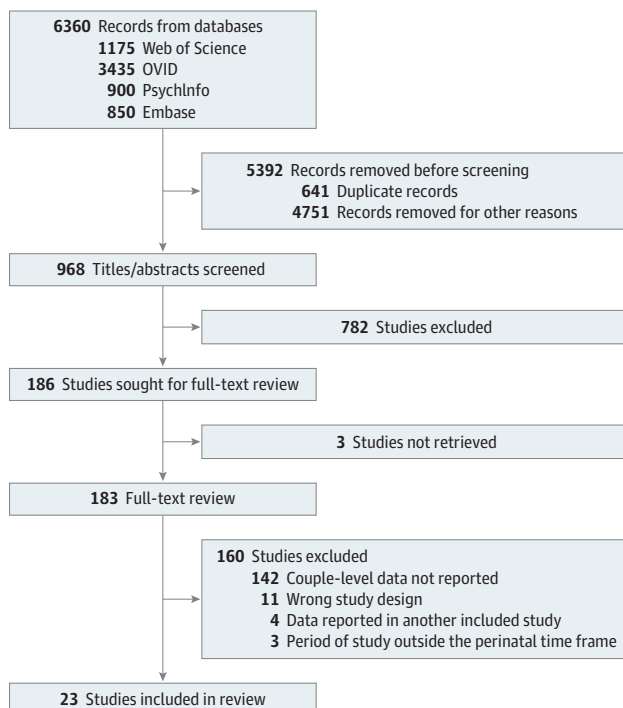 6360 Records from databases
1175 Web of Science
3435 OVID
900 PsychInfo
850 Embase
5392 Records removed before screening
641 Duplicate records
4751 Records removed for other reasons
968 Titles/abstracts screened
782 Studies excluded
186 Studies sought for full-text review
3 Studies not retrieved
183 Full-text review
160 Studies excluded
142 Couple-level data not reported
11 Wrong study design
4 Data reported in another included study
3 Period of study outside the perinatal time frame
23 Studies included in review